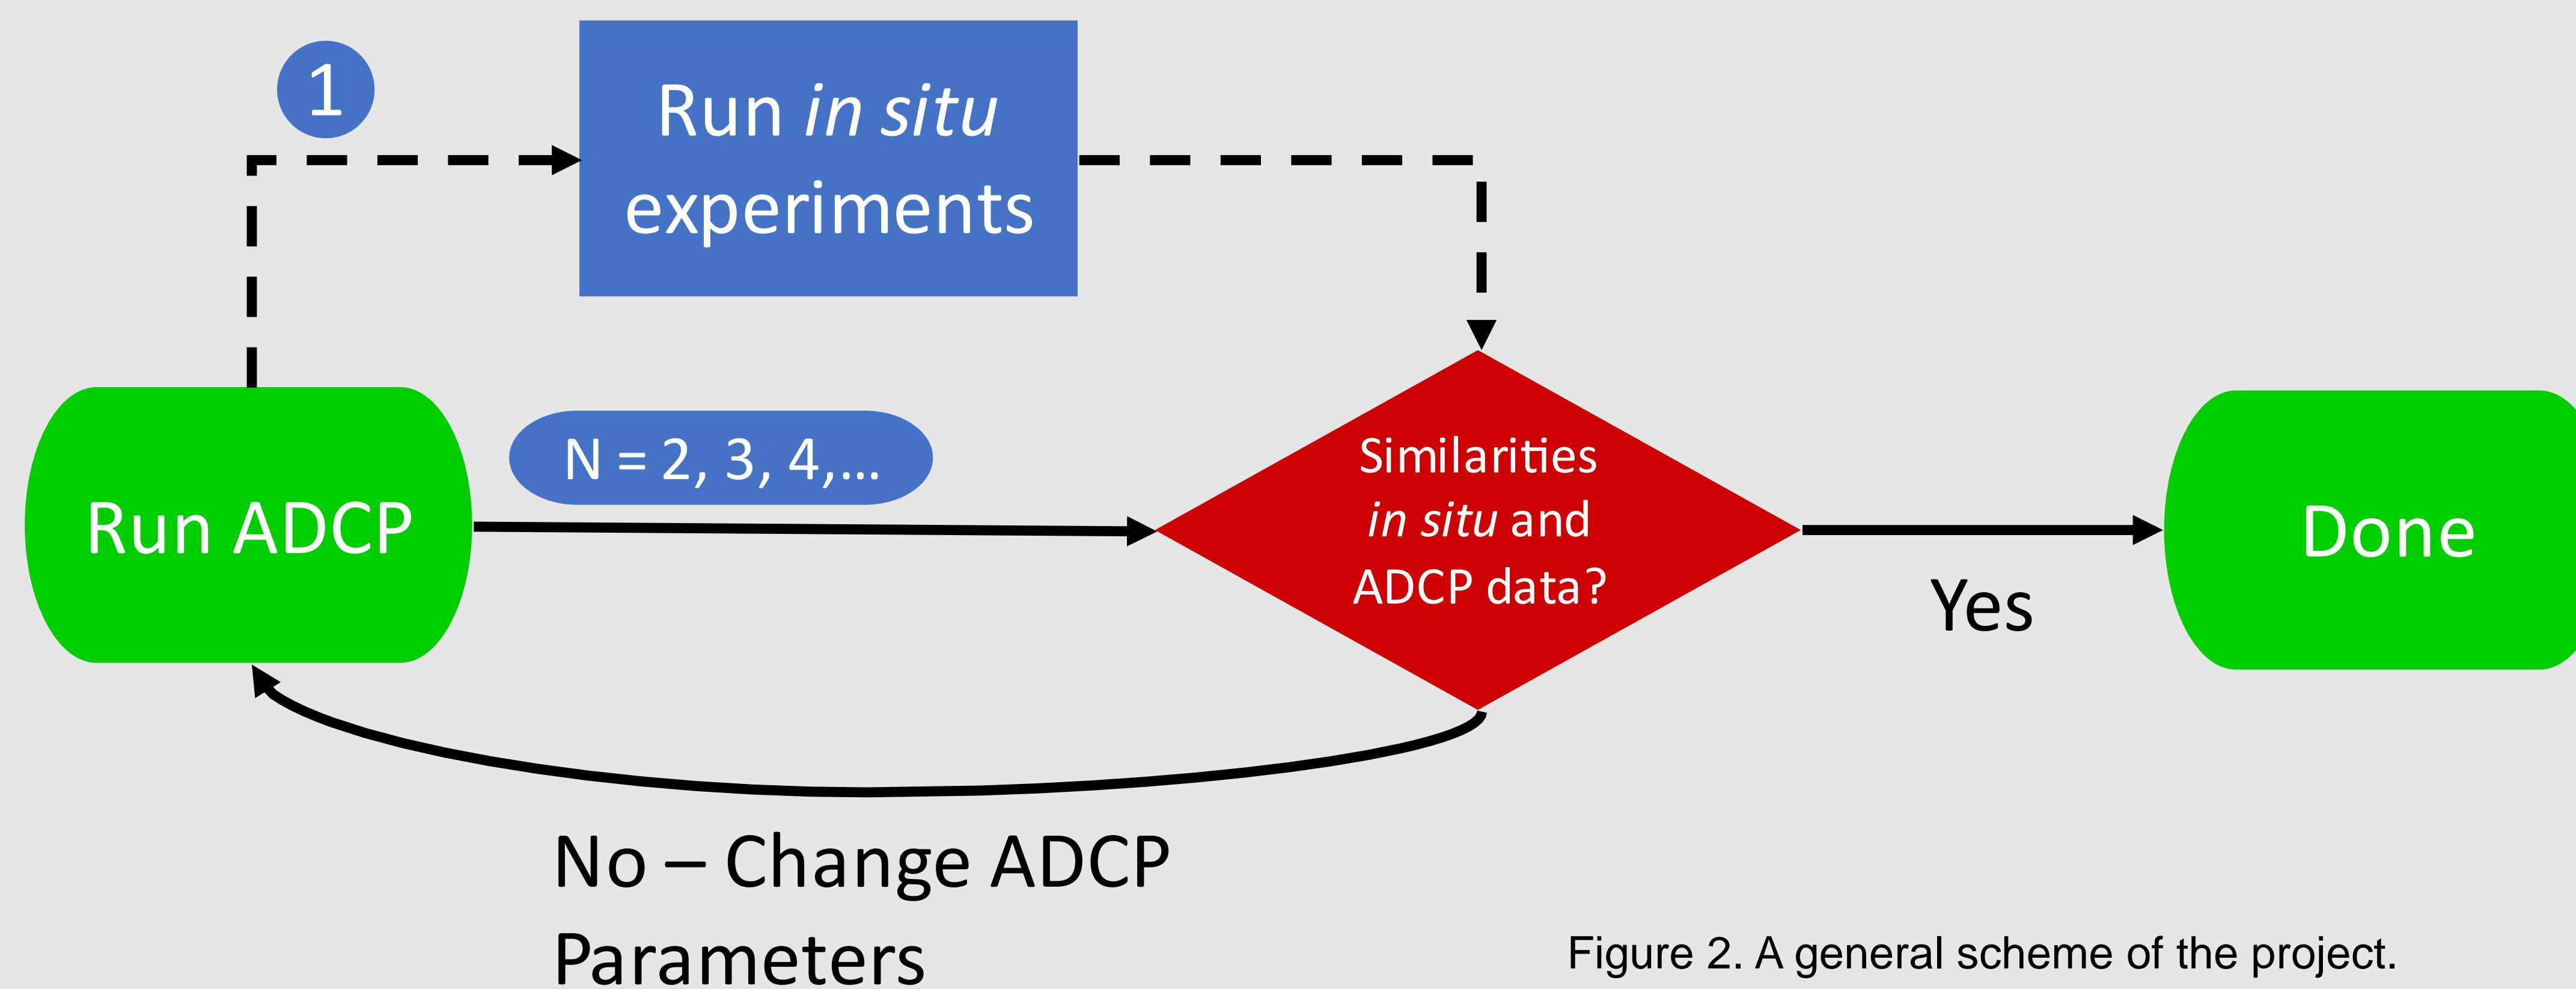 1
Run in situ
experiments
N = 2, 3, 4,...
Run ADCP
Similarities
in situ and
ADCP data?
Yes
Done
No – Change ADCP
Parameters
Figure 2. A general scheme of the project.